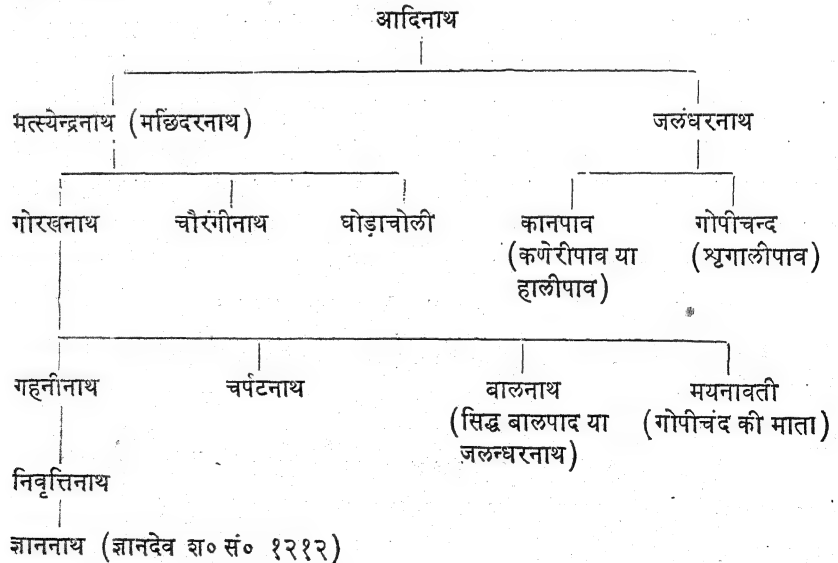 आदिनाथ
मत्स्येन्द्रनाथ (मछिंदरनाथ) जलंधरनाथ
गोरखनाथ चौरंगीनाथ घोड़ाचोली कानपाव गोपीचन्द
(कणेरीपाव या (शृगालीपाव)
हालीपाव)
गहनीनाथ चर्पटनाथ बालनाथ मयनावती
(सिद्ध बालपाद या (गोपीचंद की माता)
जलन्धरनाथ)
निवृत्तिनाथ
ज्ञाननाथ (ज्ञानदेव श० सं० १२१२)